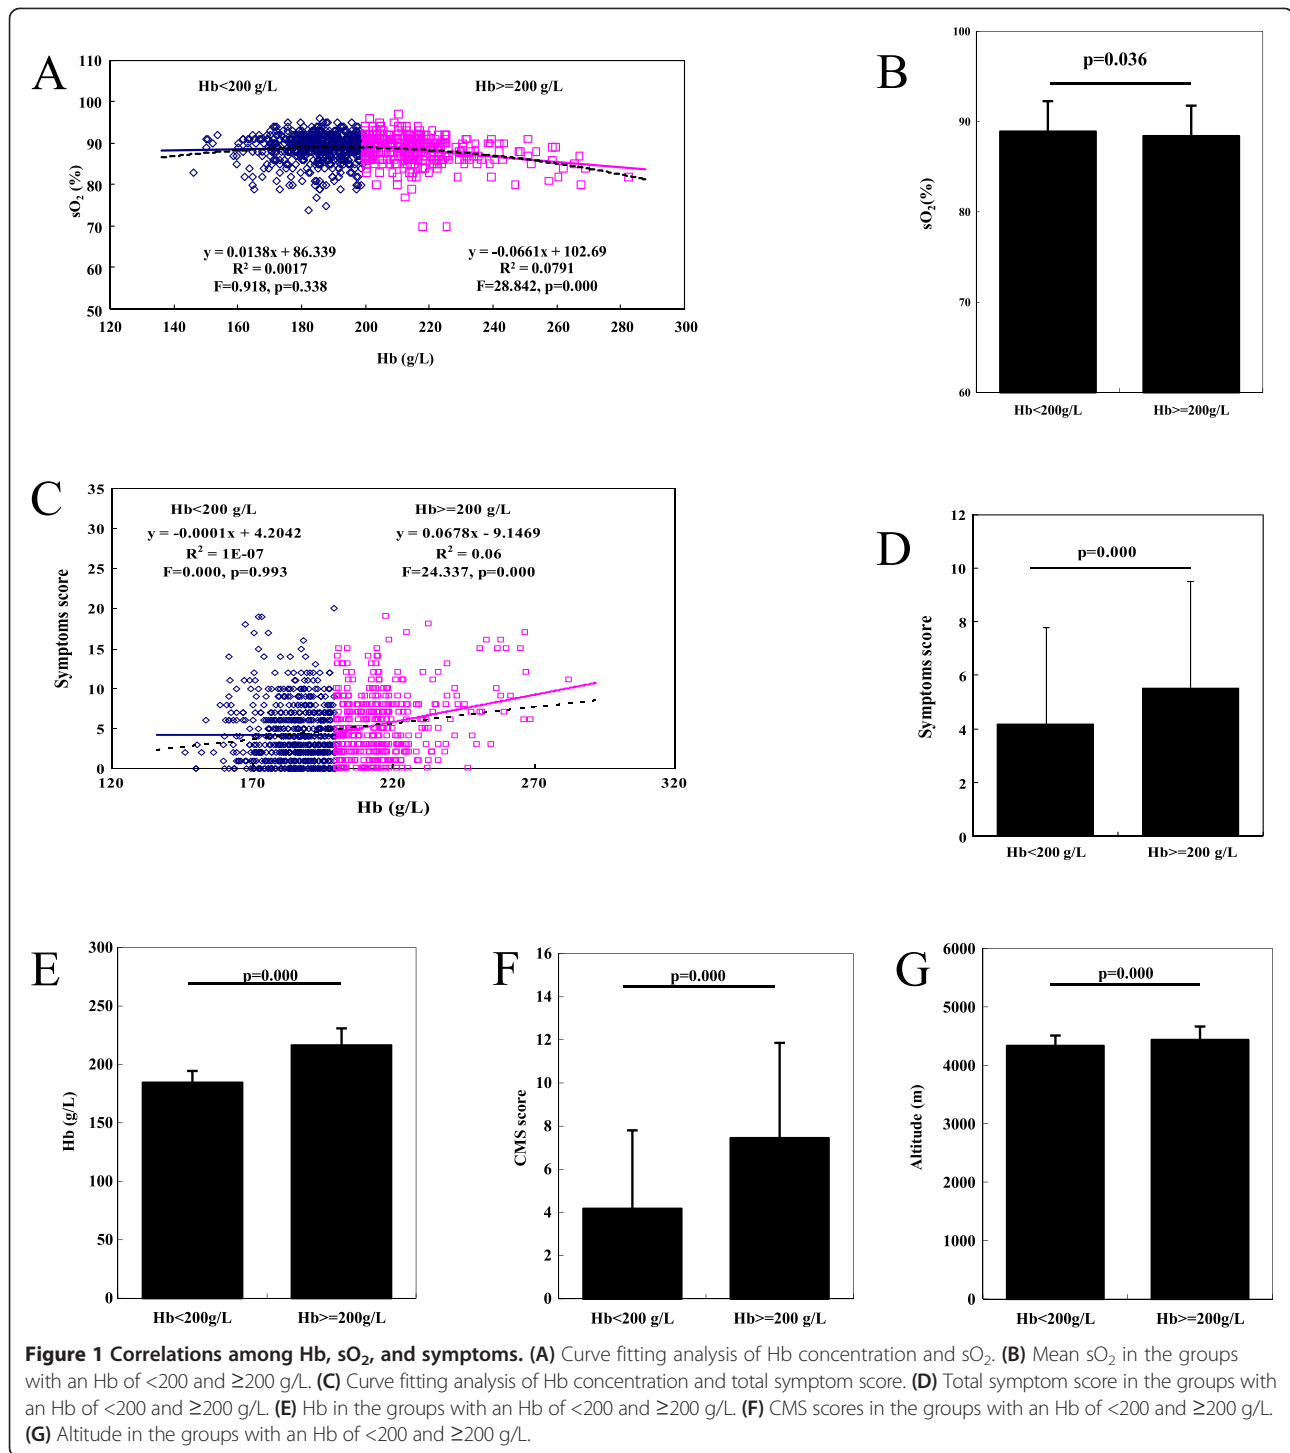 A
110
100
90
80
70
60
50
sO2 (%)
Hb<200 g/L
Hb>=200 g/L
y = 0.0138x + 86.339
R² = 0.0017
F=0.918, p=0.338
y = -0.0661x + 102.69
R² = 0.0791
F=28.842, p=0.000
120 140 160 180 200 220 240 260 280 300
Hb (g/L)
B
100
90
80
70
60
sO2(%)
p=0.036
Hb<200g/L Hb>=200g/L
C
35
30
25
20
15
10
5
0
Symptoms score
Hb<200 g/L
y = -0.0001x + 4.2042
R² = 1E-07
F=0.000, p=0.993
Hb>=200 g/L
y = 0.0678x - 9.1469
R² = 0.06
F=24.337, p=0.000
120 170 220 270 320
Hb (g/L)
D
12
10
8
6
4
2
0
Symptoms score
p=0.000
Hb<200 g/L Hb>=200 g/L
E
300
250
200
150
100
50
0
Hb (g/L)
p=0.000
Hb<200g/L Hb>=200g/L
F
16
14
12
10
8
6
4
2
0
CMS score
p=0.000
Hb<200 g/L Hb>=200 g/L
G
6000
5000
4000
3000
2000
1000
0
Altitude (m)
p=0.000
Hb<200g/L Hb>=200g/L
Figure 1 Correlations among Hb, sO2, and symptoms. (A) Curve fitting analysis of Hb concentration and sO2. (B) Mean sO2 in the groups
with an Hb of <200 and ≥200 g/L. (C) Curve fitting analysis of Hb concentration and total symptom score. (D) Total symptom score in the groups with
an Hb of <200 and ≥200 g/L. (E) Hb in the groups with an Hb of <200 and ≥200 g/L. (F) CMS scores in the groups with an Hb of <200 and ≥200 g/L.
(G) Altitude in the groups with an Hb of <200 and ≥200 g/L.